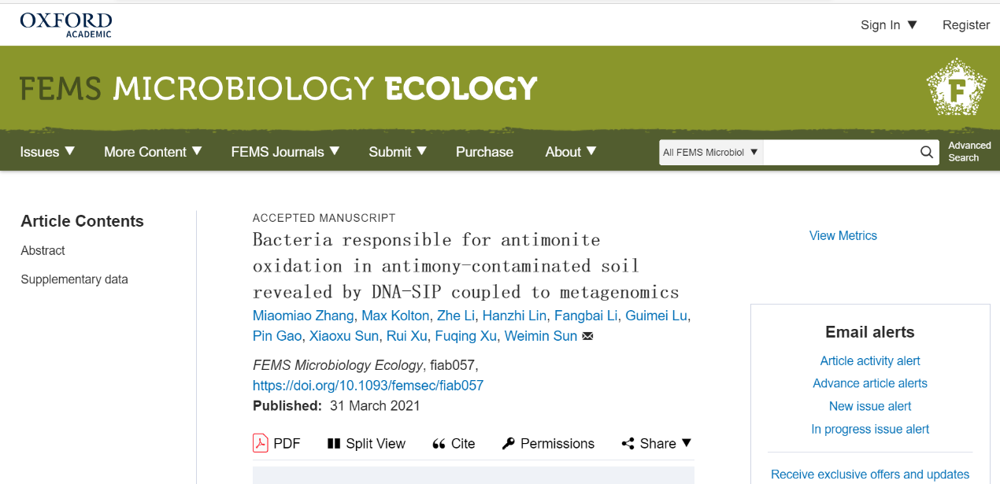 OXFORD
ACADEMIC
Sign In ▼ Register
FEMS MICROBIOLOGY ECOLOGY
F
Issues ▼ More Content ▼ FEMS Journals ▼ Submit ▼ Purchase About ▼
All FEMS Microbiol ▼
Advanced
Search
Article Contents
Abstract
Supplementary data
ACCEPTED MANUSCRIPT
Bacteria responsible for antimonite
oxidation in antimony-contaminated soil
revealed by DNA-SIP coupled to metagenomics
Miaomiao Zhang, Max Kolton, Zhe Li, Hanzhi Lin, Fangbai Li, Guimei Lu,
Pin Gao, Xiaoxu Sun, Rui Xu, Fuqing Xu, Weimin Sun
FEMS Microbiology Ecology, fiab057,
https://doi.org/10.1093/femsec/fiab057
Published: 31 March 2021
PDF Split View Cite Permissions Share ▼
View Metrics
Email alerts
Article activity alert
Advance article alerts
New issue alert
In progress issue alert
Receive exclusive offers and updates